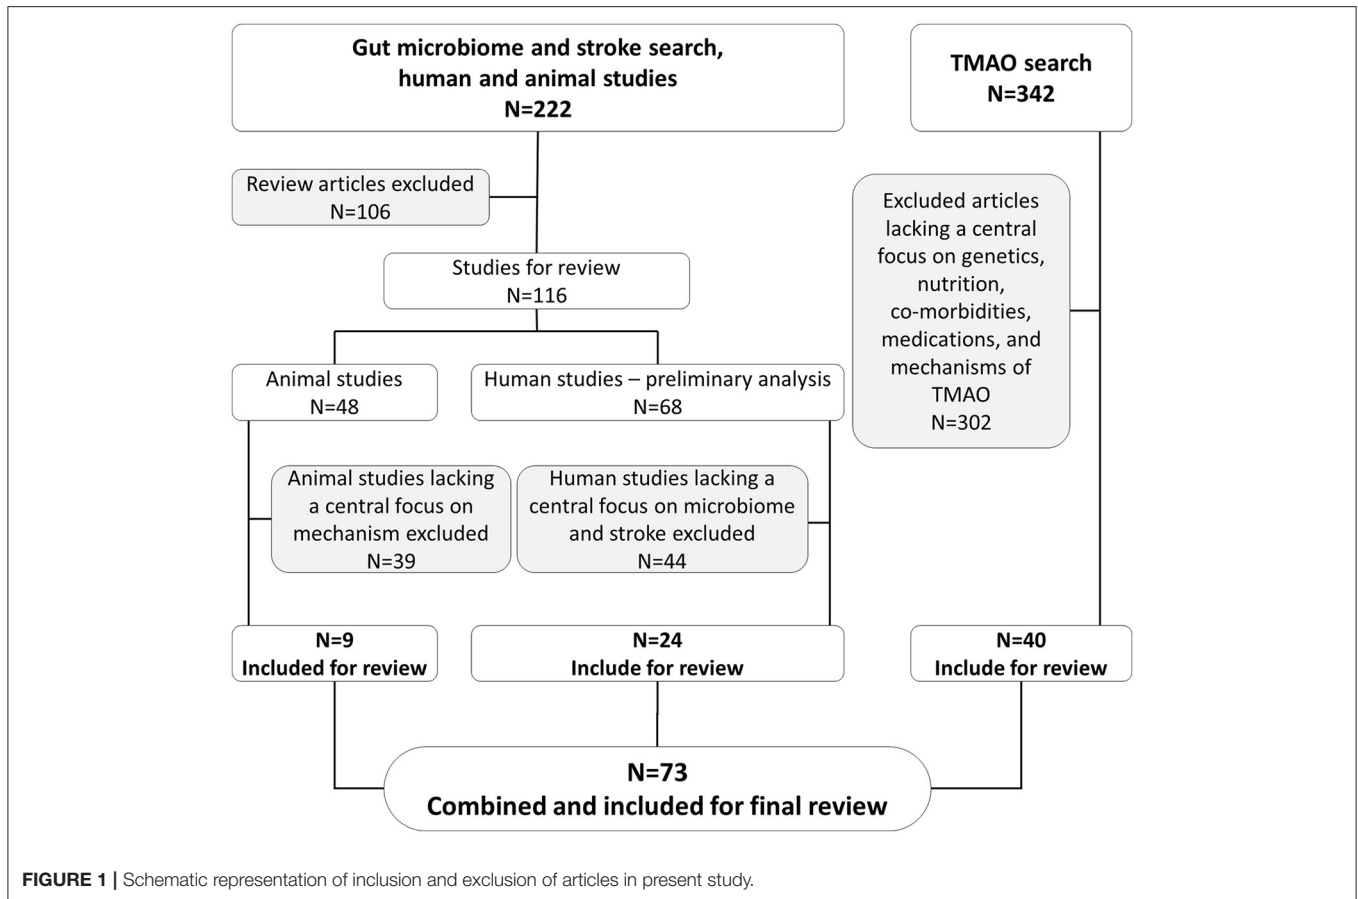 Gut microbiome and stroke search,
human and animal studies
N=222
TMAO search
N=342
Review articles excluded
N=106
Excluded articles
lacking a central
focus on genetics,
nutrition,
co-morbidities,
medications, and
mechanisms of
TMAO
N=302
Studies for review
N=116
Animal studies
N=48
Human studies – preliminary analysis
N=68
Animal studies lacking
a central focus on
mechanism excluded
N=39
Human studies lacking a
central focus on microbiome
and stroke excluded
N=44
N=9
Included for review
N=24
Include for review
N=40
Include for review
N=73
Combined and included for final review
FIGURE 1 | Schematic representation of inclusion and exclusion of articles in present study.